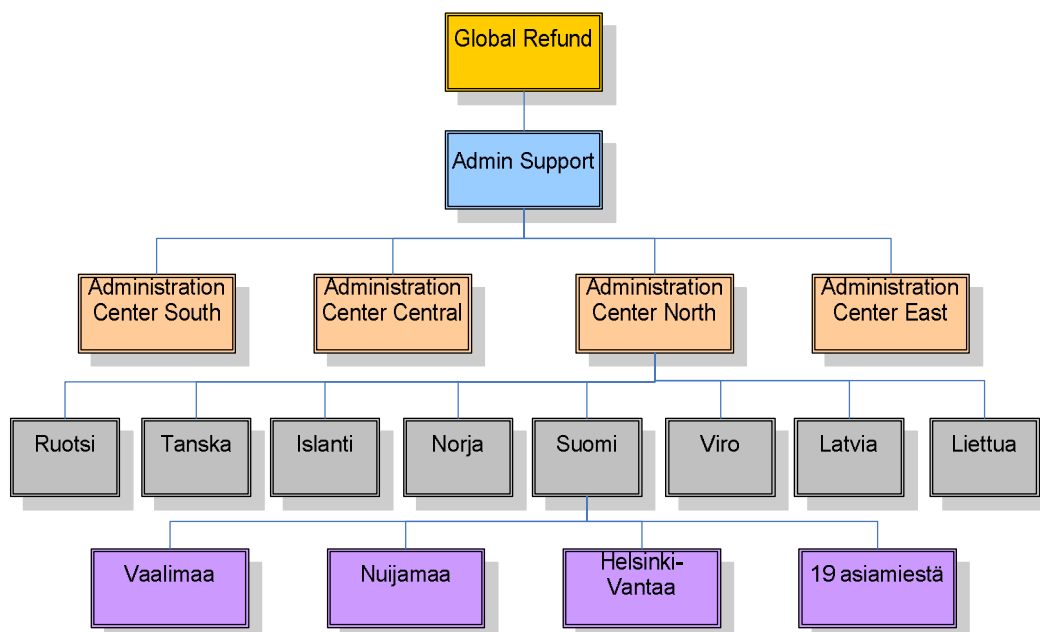 Global Refund
Admin Support
Administration
Center South
Administration
Center Central
Administration
Center North
Administration
Center East
Ruotsi
Tanska
Islanti
Norja
Suomi
Viro
Latvia
Liettua
Vaalimaa
Nuijamaa
Helsinki-
Vantaa
19 asiamiestä